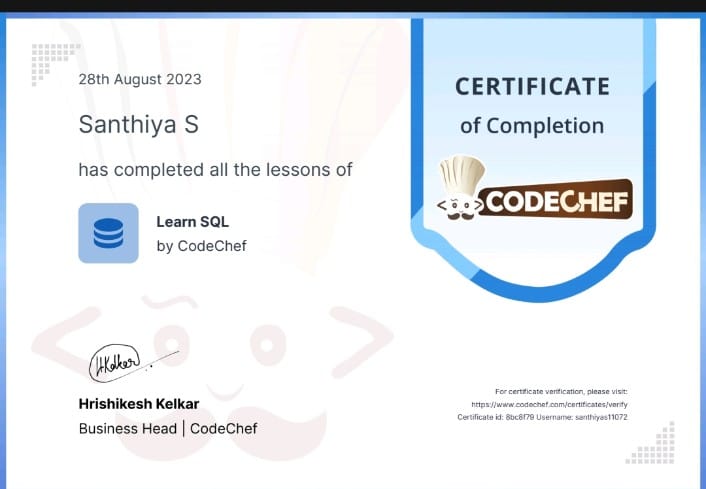 28th August 2023
Santhiya S
has completed all the lessons of
Learn SQL
by CodeChef
CERTIFICATE
of Completion
CODECHEF
H.Kelkar
Hrishikesh Kelkar
Business Head | CodeChef
For certificate verification, please visit:
https://www.codechef.com/certificates/verify
Certificate id: 8bc8f79 Username: santhiyas11072